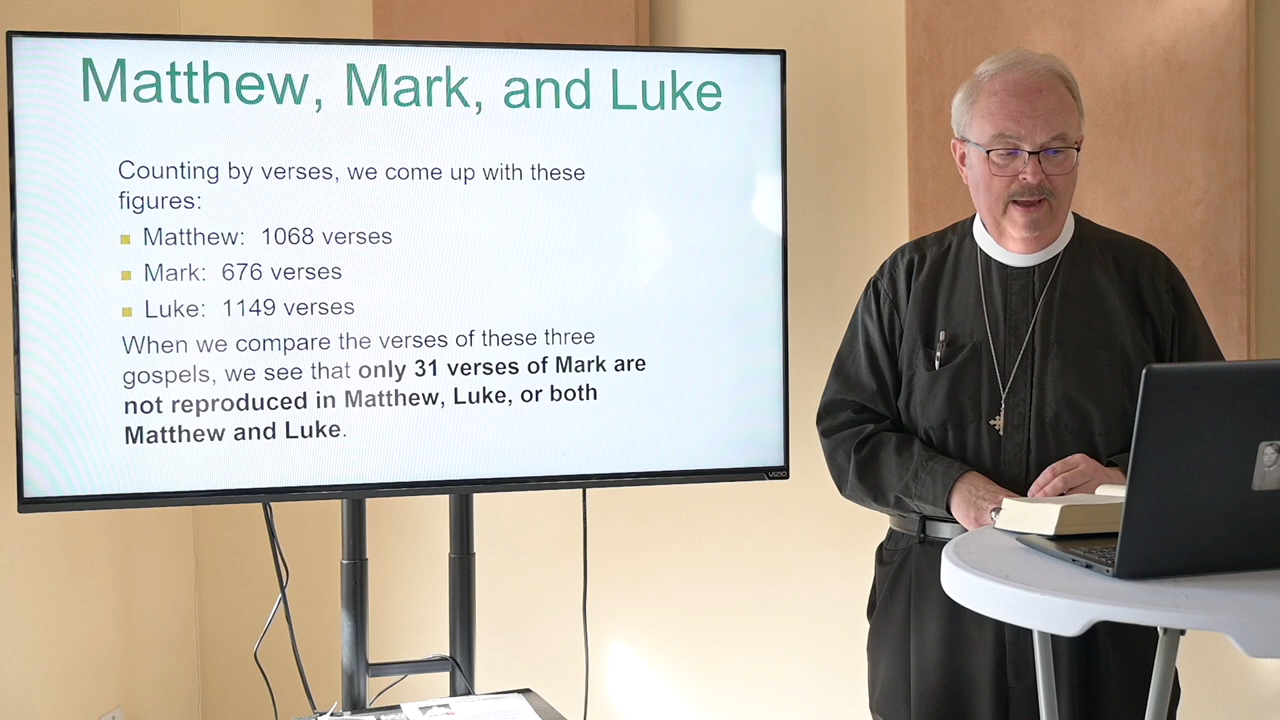 Matthew, Mark, and Luke
Counting by verses, we come up with these
figures:
Matthew: 1068 verses
Mark: 676 verses
Luke: 1149 verses
When we compare the verses of these three
gospels, we see that only 31 verses of Mark are
not reproduced in Matthew, Luke, or both
Matthew and Luke.
VIZIO